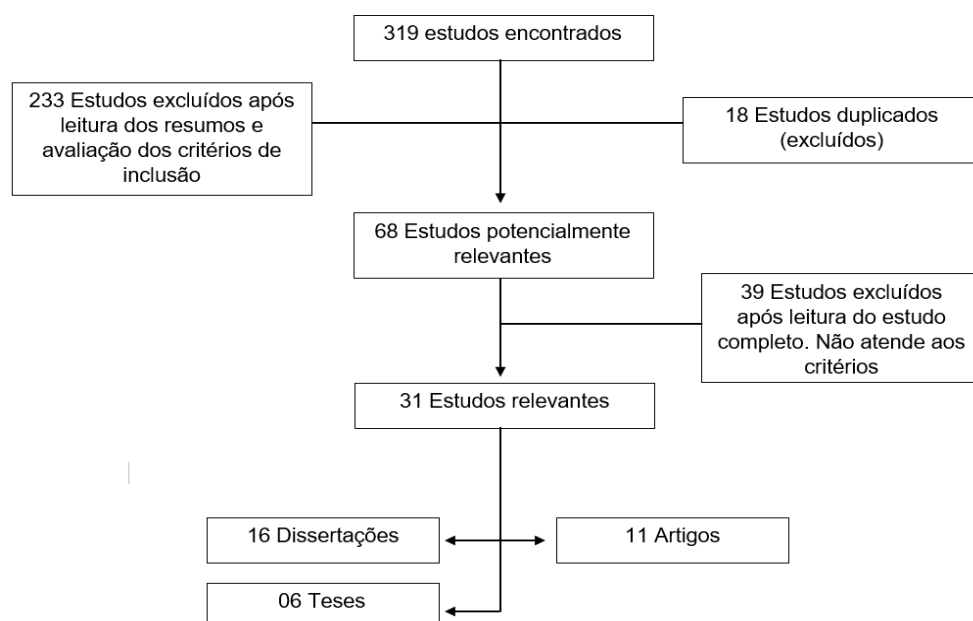 319 estudos encontrados
233 Estudos excluídos após
leitura dos resumos e
avaliação dos critérios de
inclusão
18 Estudos duplicados
(excluídos)
68 Estudos potencialmente
relevantes
39 Estudos excluídos
após leitura do estudo
completo. Não atende aos
critérios
31 Estudos relevantes
16 Dissertações
11 Artigos
06 Teses